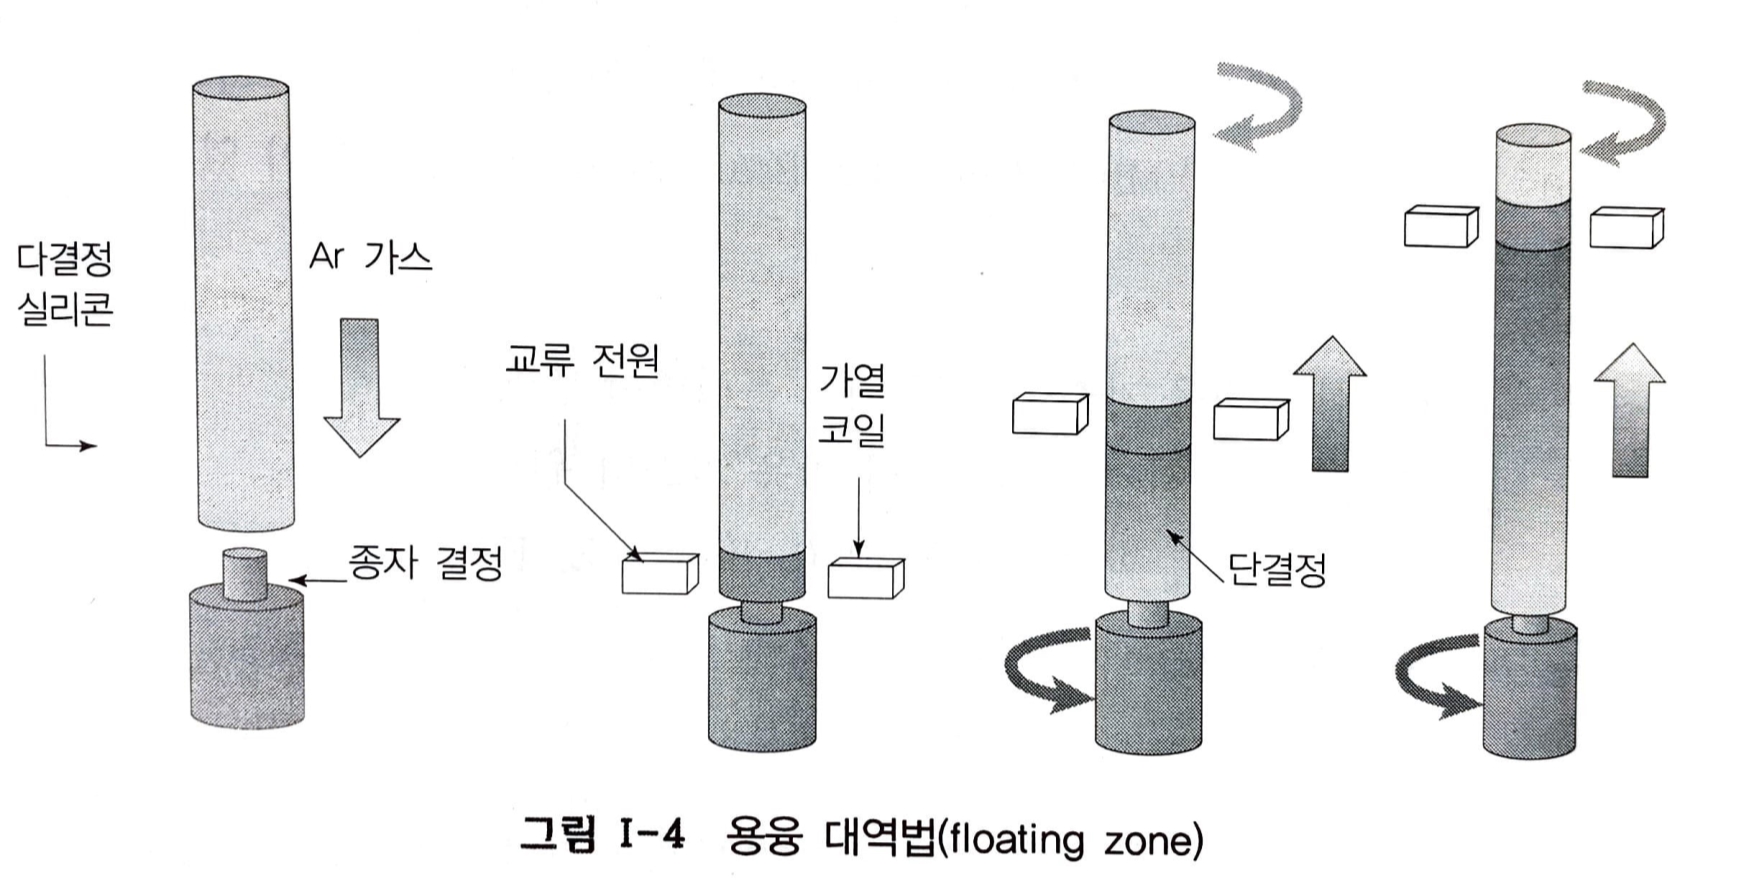 다결정
실리콘
Ar 가스
종자 결정
교류 전원
가열
코일
단결정
그림 I-4 용융 대역법(floating zone)